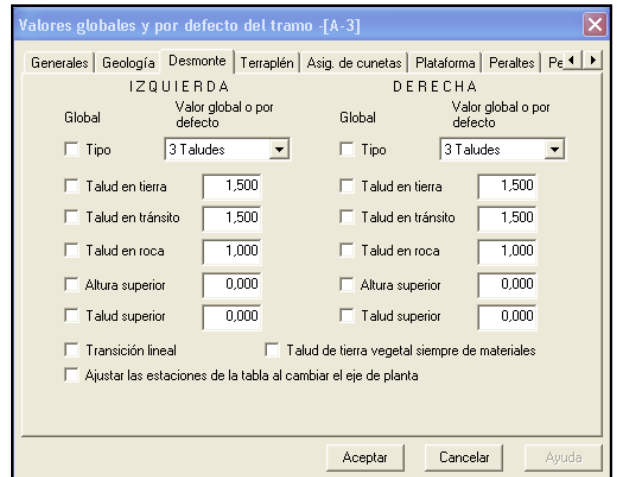 Valores globales y por defecto del tramo -[A-3]
Generales Geología Desmonte Terraplén Asig. de cunetas Plataforma Peraltes Pe
IZQUIERDA DERECHA
Global Valor global o por defecto Global Valor global o por defecto
Tipo 3 Taludes Tipo 3 Taludes
Talud en tierra 1,500 Talud en tierra 1,500
Talud en tránsito 1,500 Talud en tránsito 1,500
Talud en roca 1,000 Talud en roca 1,000
Altura superior 0,000 Altura superior 0,000
Talud superior 0,000 Talud superior 0,000
Transición lineal Talud de tierra vegetal siempre de materiales
Ajustar las estaciones de la tabla al cambiar el eje de planta
Aceptar Cancelar Ayuda